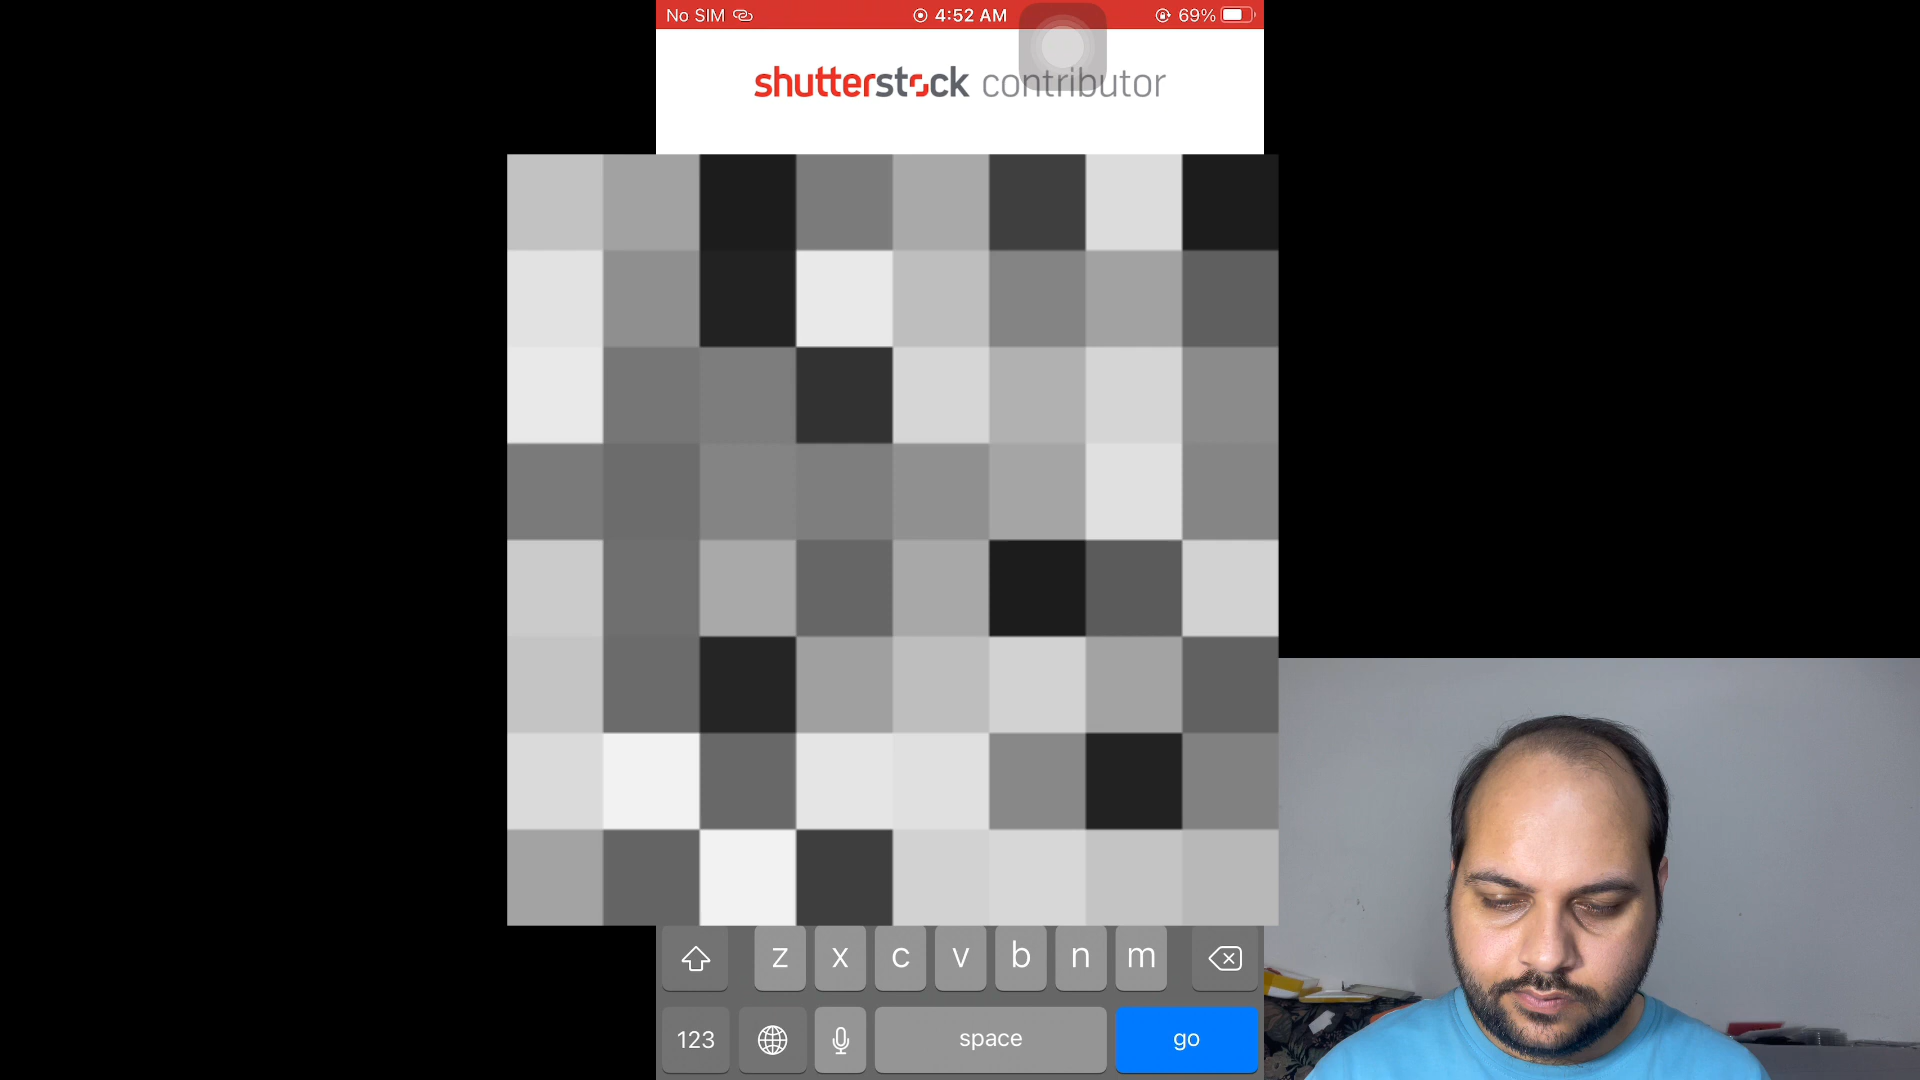 No SIM 4:52 AM 69%
shutterstock contributor
z x c v b n m
123 space go